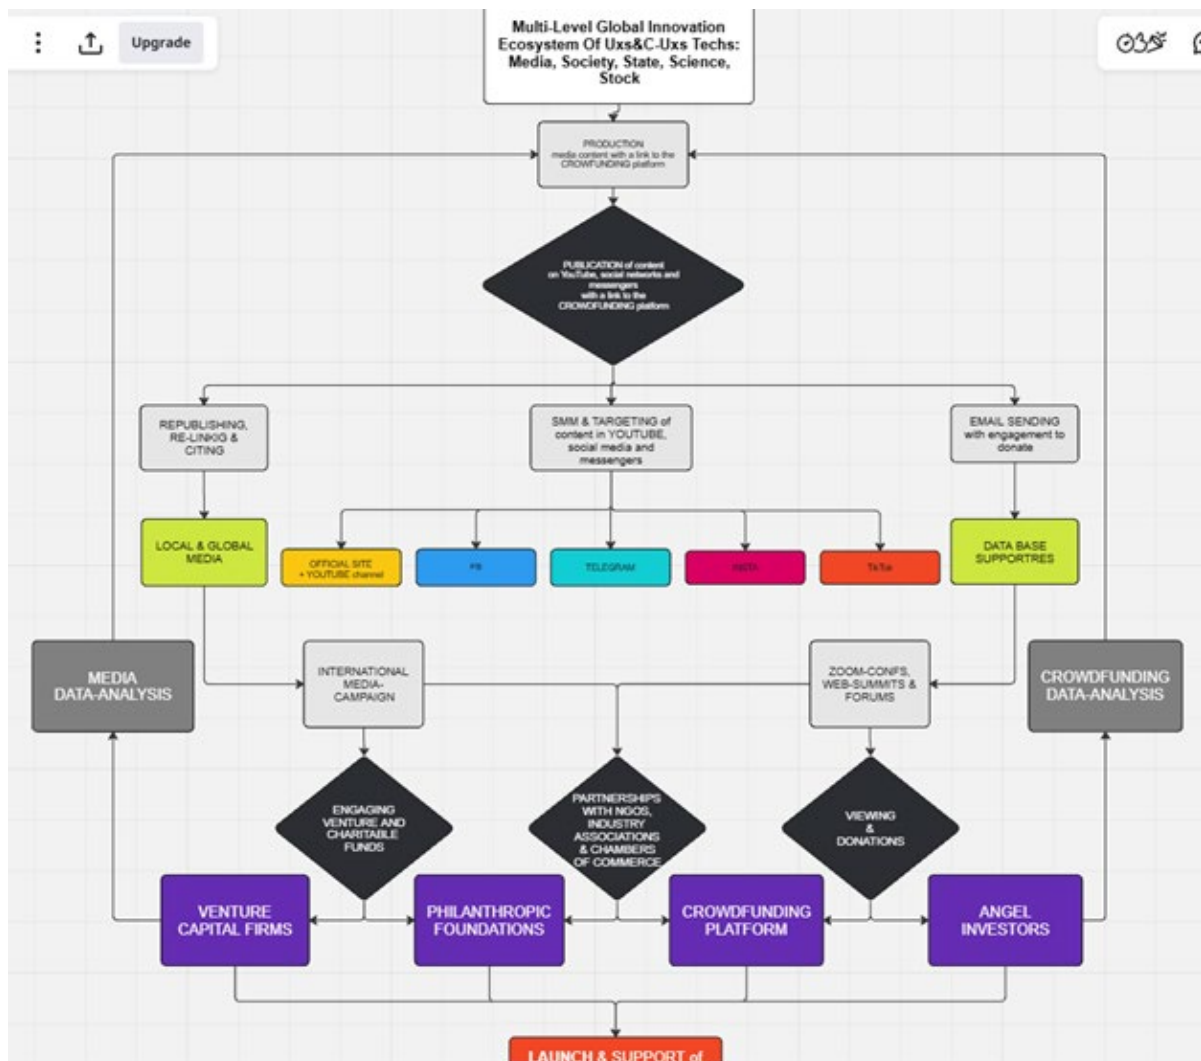 Upgrade
Multi-Level Global Innovation
Ecosystem Of Uxs&C-Uxs Techs:
Media, Society, State, Science,
Stock
PRODUCTION
media content with a link to the
CROWFUNDING platform
PUBLICATION of content
on YouTube, social networks and
messengers
with a link to the
CROWDFUNDING platform
REPUBLISHING,
RE-LINKIG &
CITING
SMM & TARGETING of
content in YOUTUBE,
social media and
messengers
EMAIL SENDING
with engagement to
donate
LOCAL & GLOBAL
MEDIA
OFFICIAL SITE
+ YOUTUBE channel
FB
TELEGRAM
INSTA
TikTok
DATA BASE
SUPPORTRES
MEDIA
DATA-ANALYSIS
INTERNATIONAL
MEDIA-
CAMPAIGN
ZOOM-CONFS,
WEB-SUMMITS &
FORUMS
CROWDFUNDING
DATA-ANALYSIS
ENGAGING
VENTURE AND
CHARITABLE
FUNDS
PARTNERSHIPS
WITH NGOS,
INDUSTRY
ASSOCIATIONS
& CHAMBERS
OF COMMERCE
VIEWING
&
DONATIONS
VENTURE
CAPITAL FIRMS
PHILANTHROPIC
FOUNDATIONS
CROWDFUNDING
PLATFORM
ANGEL
INVESTORS
LAUNCH & SUPPORT of